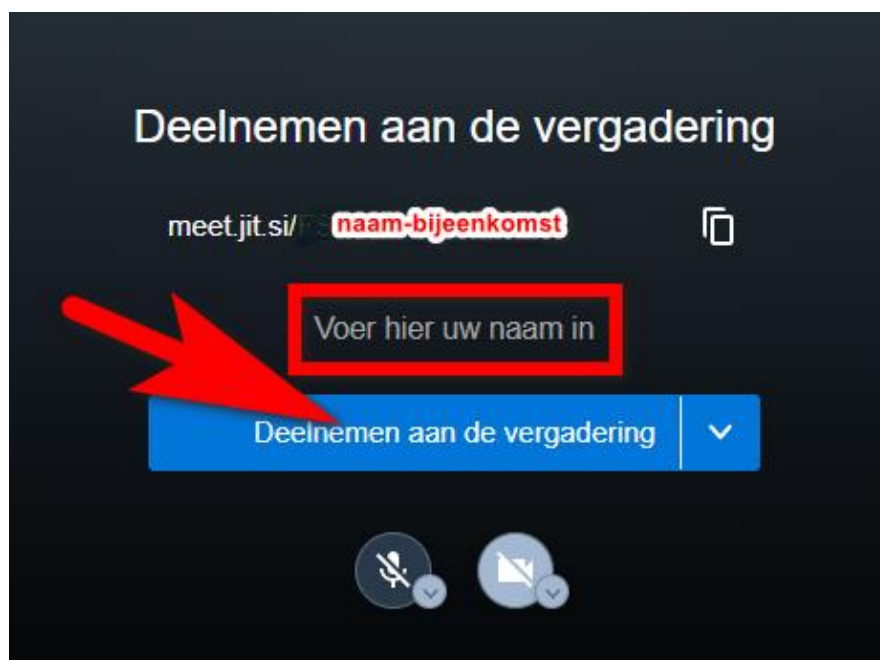 Deelnemen aan de vergadering
meet.jit.si/ naam-bijeenkomst
Voer hier uw naam in
Deelnemen aan de vergadering